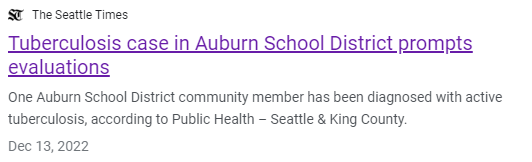 ST The Seattle Times
Tuberculosis case in Auburn School District prompts
evaluations
One Auburn School District community member has been diagnosed with active
tuberculosis, according to Public Health – Seattle & King County.
Dec 13, 2022